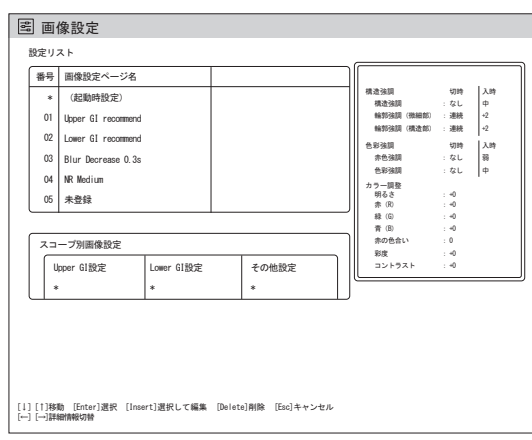 画像設定
設定リスト
番号 画像設定ページ名
* （起動時設定）
01 Upper GI recommend
02 Lower GI recommend
03 Blur Decrease 0.3s
04 NR Medium
05 未登録
構造強調 切時 入時
構造強調 : なし 中
輪郭強調（微細部） : 連続 +2
輪郭強調（構造部） : 連続 +2
色彩強調 切時 入時
赤色強調 : なし 弱
色彩強調 : なし 中
カラー調整
明るさ : +0
赤（R） : +0
緑（G） : +0
青（B） : +0
赤の色合い : 0
彩度 : +0
コントラスト : +0
スコープ別画像設定
Upper GI設定 Lower GI設定 その他設定
* * *
[↓] [↑]移動 [Enter]選択 [Insert]選択して編集 [Delete]削除 [Esc]キャンセル
[←] [→]詳細情報切替